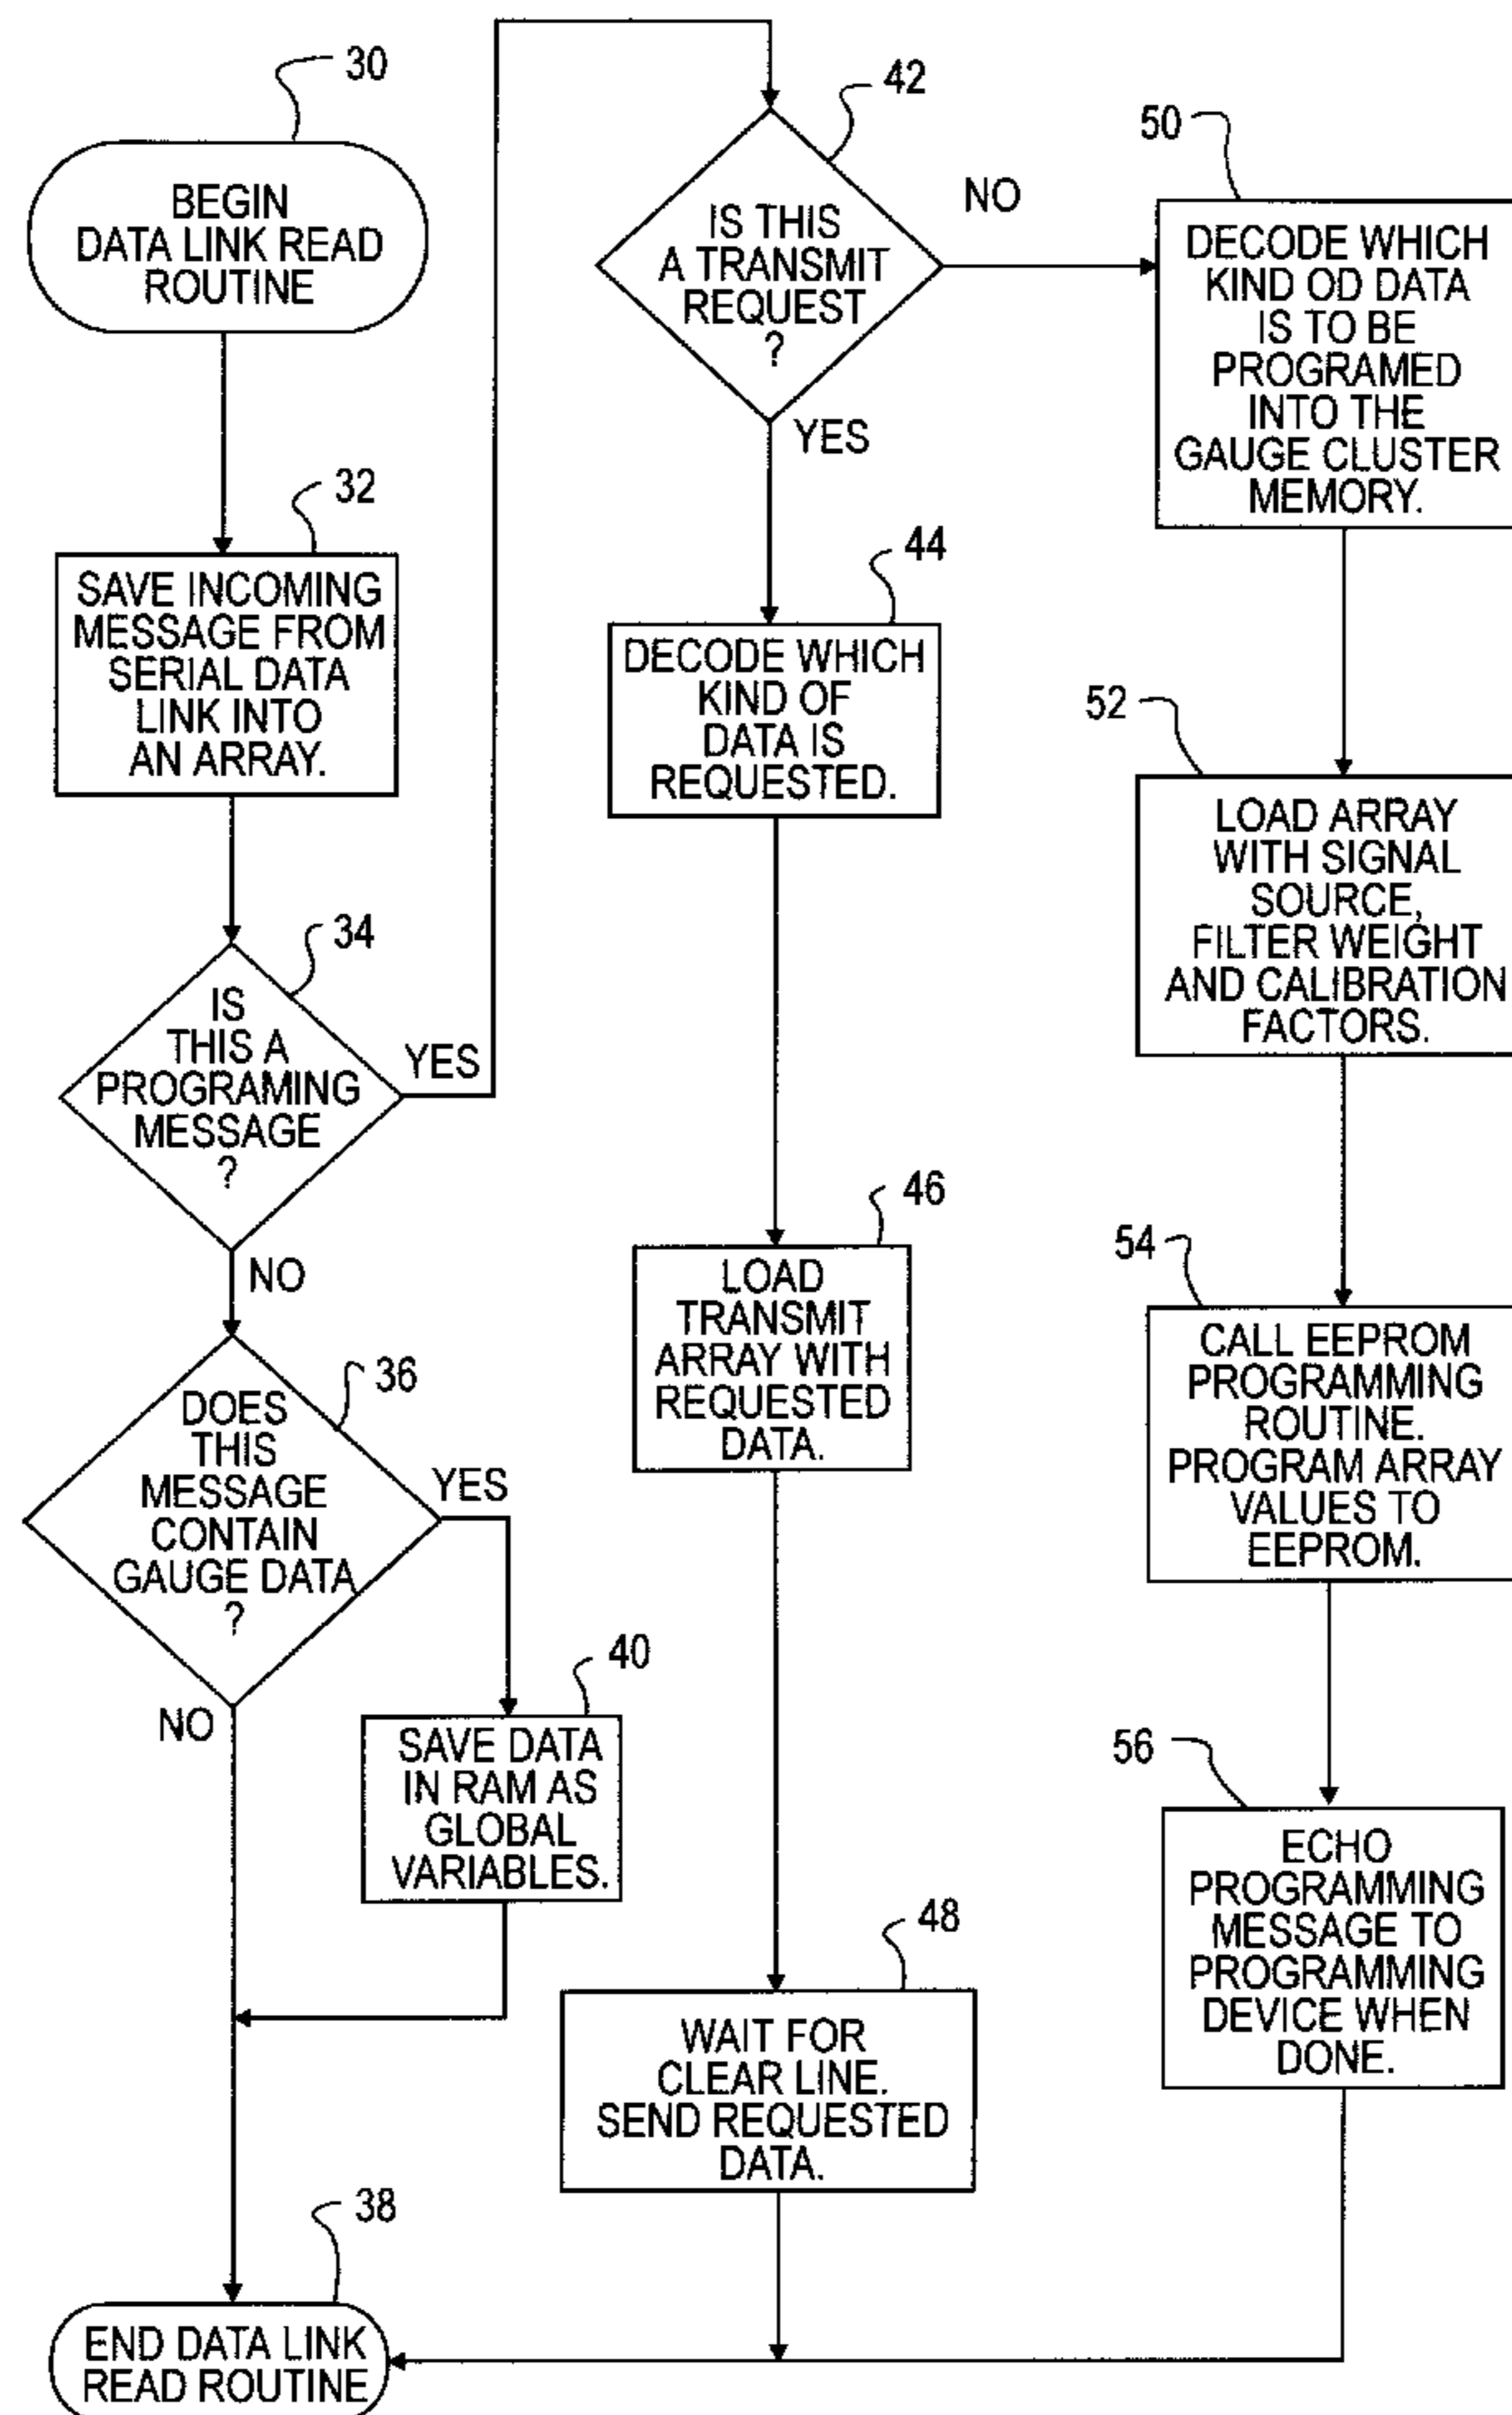 30
BEGIN
DATA LINK READ
ROUTINE
32
SAVE INCOMING
MESSAGE FROM
SERIAL DATA
LINK INTO
AN ARRAY.
34
IS
THIS A
PROGRAMING
MESSAGE
?
YES
NO
36
DOES
THIS
MESSAGE
CONTAIN
GAUGE DATA
?
YES
NO
40
SAVE DATA
IN RAM AS
GLOBAL
VARIABLES.
38
END DATA LINK
READ ROUTINE
42
IS THIS
A TRANSMIT
REQUEST
?
NO
YES
44
DECODE WHICH
KIND OF
DATA IS
REQUESTED.
46
LOAD
TRANSMIT
ARRAY WITH
REQUESTED
DATA.
48
WAIT FOR
CLEAR LINE.
SEND REQUESTED
DATA.
50
DECODE WHICH
KIND OD DATA
IS TO BE
PROGRAMED
INTO THE
GAUGE CLUSTER
MEMORY.
52
LOAD ARRAY
WITH SIGNAL
SOURCE,
FILTER WEIGHT
AND CALIBRATION
FACTORS.
54
CALL EEPROM
PROGRAMMING
ROUTINE.
PROGRAM ARRAY
VALUES TO
EEPROM.
56
ECHO
PROGRAMMING
MESSAGE TO
PROGRAMMING
DEVICE WHEN
DONE.